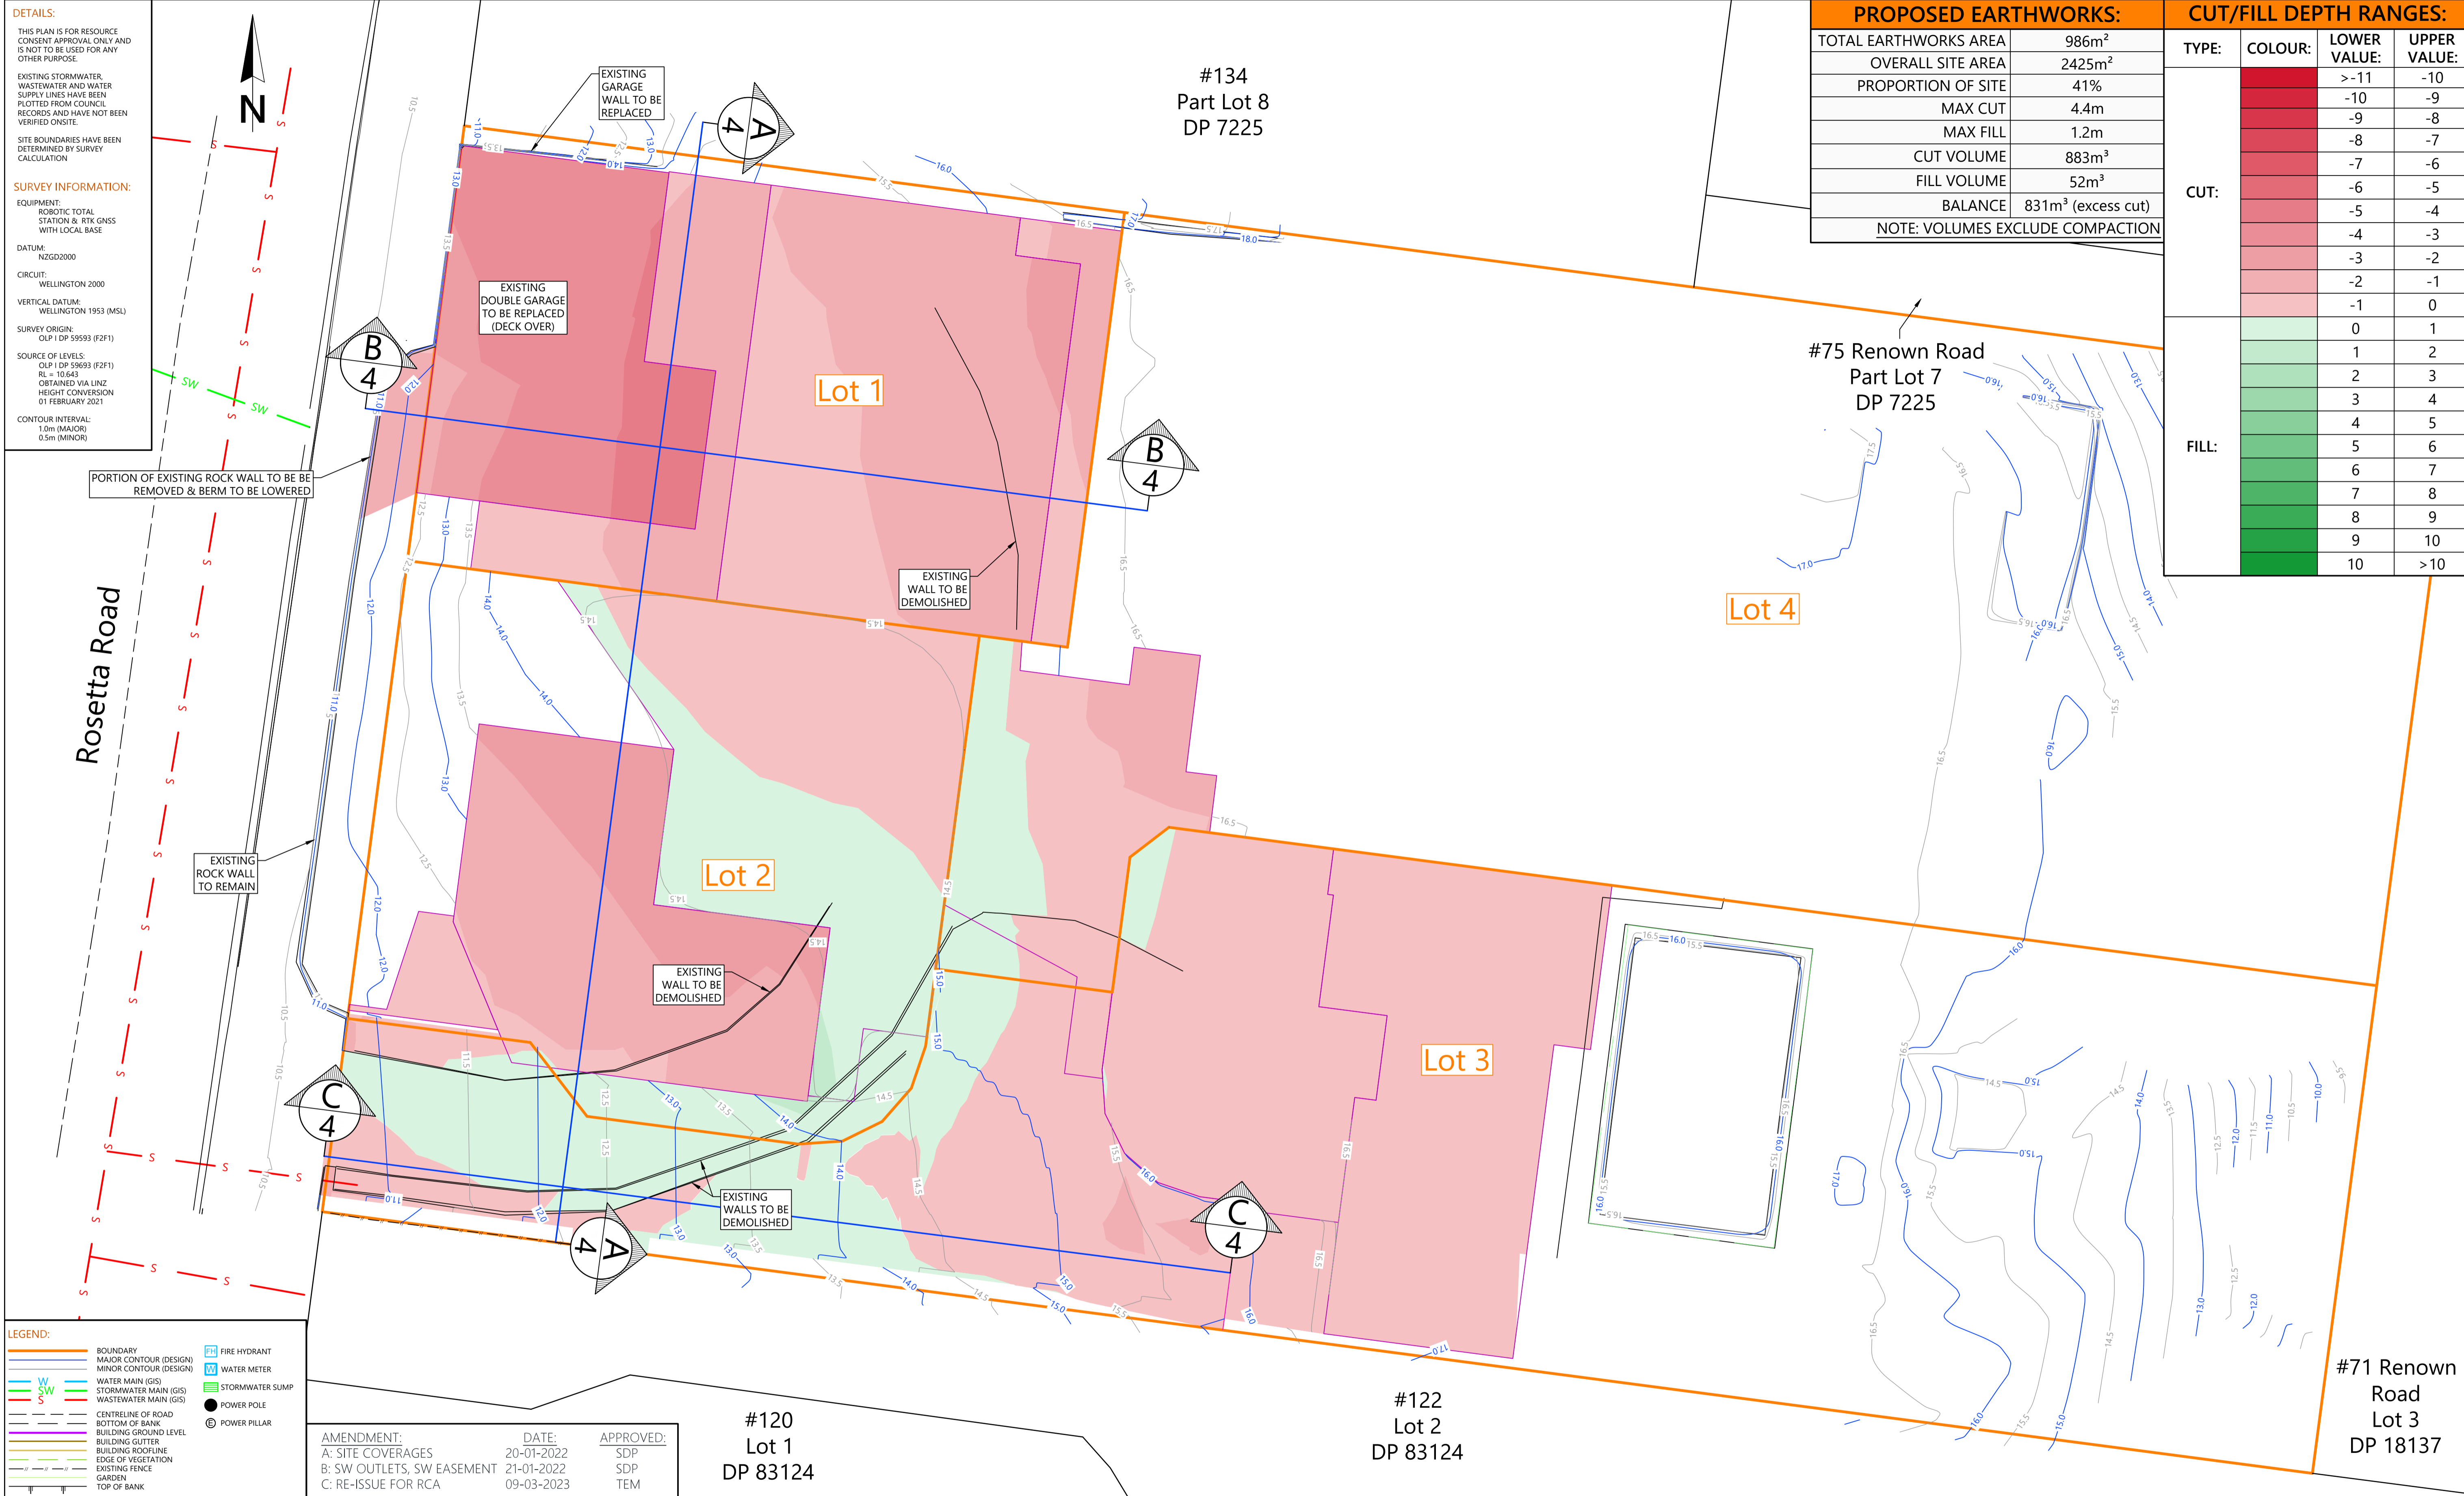 DETAILS:
THIS PLAN IS FOR RESOURCE
CONSENT APPROVAL ONLY AND
IS NOT TO BE USED FOR ANY
OTHER PURPOSE.
EXISTING STORMWATER,
WASTEWATER AND WATER
SUPPLY LINES HAVE BEEN
PLOTTED FROM COUNCIL
RECORDS AND HAVE NOT BEEN
VERIFIED ONSITE.
SITE BOUNDARIES HAVE BEEN
DETERMINED BY SURVEY
CALCULATION
SURVEY INFORMATION:
EQUIPMENT:
ROBOTIC TOTAL
STATION & RTK GNSS
WITH LOCAL BASE
DATUM:
NZGD2000
CIRCUIT:
WELLINGTON 2000
VERTICAL DATUM:
WELLINGTON 1953 (MSL)
SURVEY ORIGIN:
OLP I DP 59593 (F2F1)
SOURCE OF LEVELS:
OLP I DP 59693 (F2F1)
RL = 10.643
OBTAINED VIA LINZ
HEIGHT CONVERSION
01 FEBRUARY 2021
CONTOUR INTERVAL:
1.0m (MAJOR)
0.5m (MINOR)
N
PROPOSED EARTHWORKS:
TOTAL EARTHWORKS AREA 986m²
OVERALL SITE AREA 2425m²
PROPORTION OF SITE 41%
MAX CUT 4.4m
MAX FILL 1.2m
CUT VOLUME 883m³
FILL VOLUME 52m³
BALANCE 831m³ (excess cut)
NOTE: VOLUMES EXCLUDE COMPACTION
CUT/FILL DEPTH RANGES:
TYPE: COLOUR: LOWER VALUE: UPPER VALUE:
CUT:
>-11 -10
-10 -9
-9 -8
-8 -7
-7 -6
-6 -5
-5 -4
-4 -3
-3 -2
-2 -1
-1 0
FILL:
0 1
1 2
2 3
3 4
4 5
5 6
6 7
7 8
8 9
9 10
10 >10
#134
Part Lot 8
DP 7225
#75 Renown Road
Part Lot 7
DP 7225
EXISTING
GARAGE
WALL TO BE
REPLACED
A
4
EXISTING
DOUBLE GARAGE
TO BE REPLACED
(DECK OVER)
B
4
Lot 1
B
4
PORTION OF EXISTING ROCK WALL TO BE BE
REMOVED & BERM TO BE LOWERED
EXISTING
WALL TO BE
DEMOLISHED
Lot 4
Rosetta Road
EXISTING
ROCK WALL
TO REMAIN
Lot 2
EXISTING
WALL TO BE
DEMOLISHED
Lot 3
C
4
EXISTING
WALLS TO BE
DEMOLISHED
A
4
C
4
#120
Lot 1
DP 83124
#122
Lot 2
DP 83124
#71 Renown
Road
Lot 3
DP 18137
LEGEND:
BOUNDARY
MAJOR CONTOUR (DESIGN)
MINOR CONTOUR (DESIGN)
W WATER MAIN (GIS)
SW STORMWATER MAIN (GIS)
S WASTEWATER MAIN (GIS)
CENTRELINE OF ROAD
BOTTOM OF BANK
BUILDING GROUND LEVEL
BUILDING GUTTER
BUILDING ROOFLINE
EDGE OF VEGETATION
EXISTING FENCE
GARDEN
TOP OF BANK
FH FIRE HYDRANT
W WATER METER
STORMWATER SUMP
POWER POLE
E POWER PILLAR
AMENDMENT: DATE: APPROVED:
A: SITE COVERAGES 20-01-2022 SDP
B: SW OUTLETS, SW EASEMENT 21-01-2022 SDP
C: RE-ISSUE FOR RCA 09-03-2023 TEM